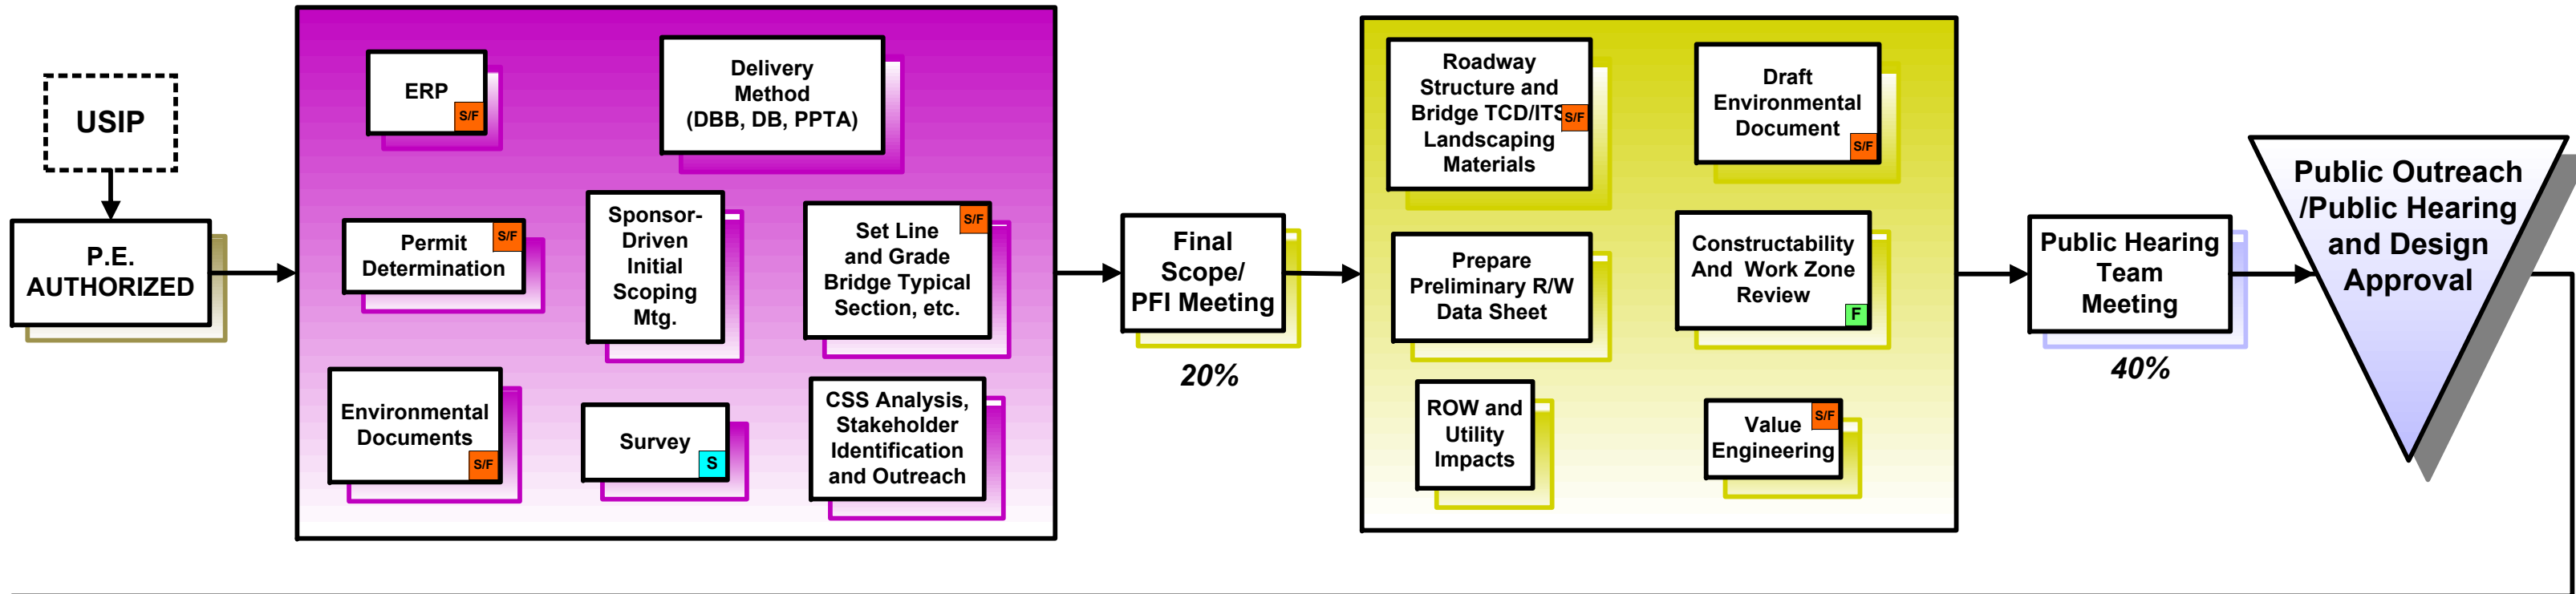 USIP
P.E.
AUTHORIZED
ERP
S/F
Delivery
Method
(DBB, DB, PPTA)
Permit
Determination
S/F
Sponsor-
Driven
Initial
Scoping
Mtg.
Set Line
and Grade
Bridge Typical
Section, etc.
S/F
Environmental
Documents
S/F
Survey
S
CSS Analysis,
Stakeholder
Identification
and Outreach
Final
Scope/
PFI Meeting
20%
Roadway
Structure and
Bridge TCD/ITS
Landscaping
Materials
S/F
Draft
Environmental
Document
S/F
Prepare
Preliminary R/W
Data Sheet
Constructability
And Work Zone
Review
F
ROW and
Utility
Impacts
Value
Engineering
S/F
Public Hearing
Team
Meeting
40%
Public Outreach
/Public Hearing
and Design
Approval